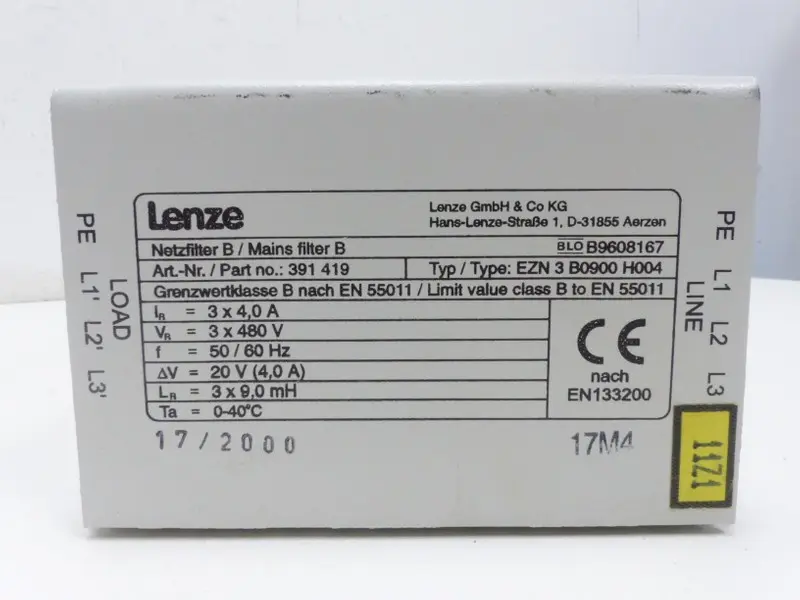 Lenze
Lenze GmbH & Co KG
Hans-Lenze-Straße 1, D-31855 Aerzen
Netzfilter B / Mains filter B
BLO B9608167
Art.-Nr. / Part no.: 391 419
Typ / Type: EZN 3 B0900 H004
Grenzwertklasse B nach EN 55011 / Limit value class B to EN 55011
IR = 3 x 4,0 A
VR = 3 x 480 V
f = 50 / 60 Hz
ΔV = 20 V (4,0 A)
LR = 3 x 9,0 mH
Ta = 0-40°C
CE
nach
EN133200
PE L1' L2' L3'
LOAD
PE L1 L2 L3
LINE
17/2000
17M4
11Z1